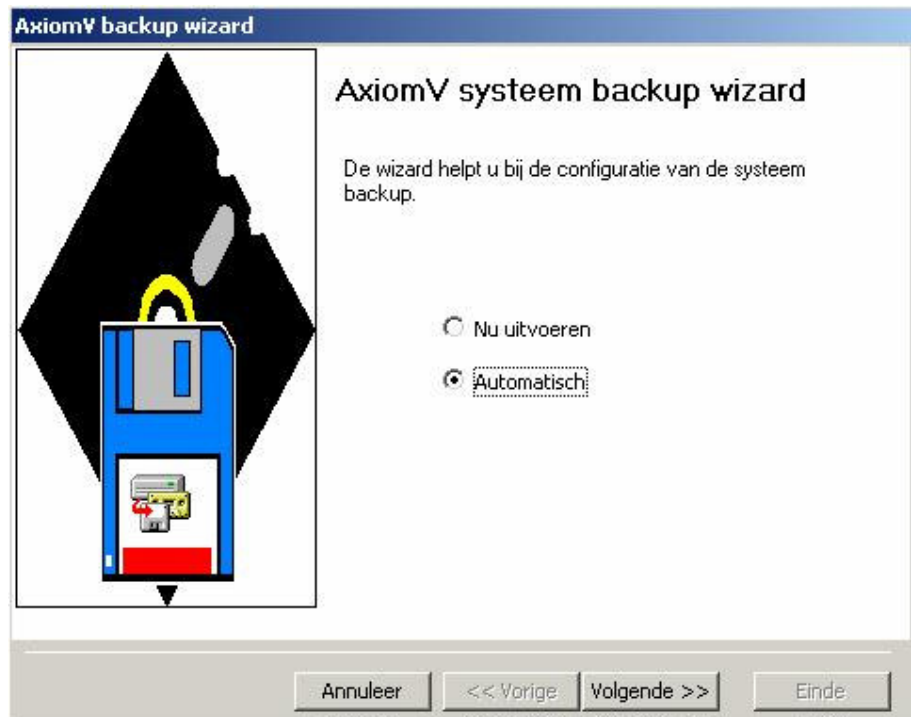 AxiomV backup wizard
AxiomV systeem backup wizard
De wizard helpt u bij de configuratie van de systeem
backup.
Nu uitvoeren
Automatisch
Annuleer
<< Vorige
Volgende >>
Einde